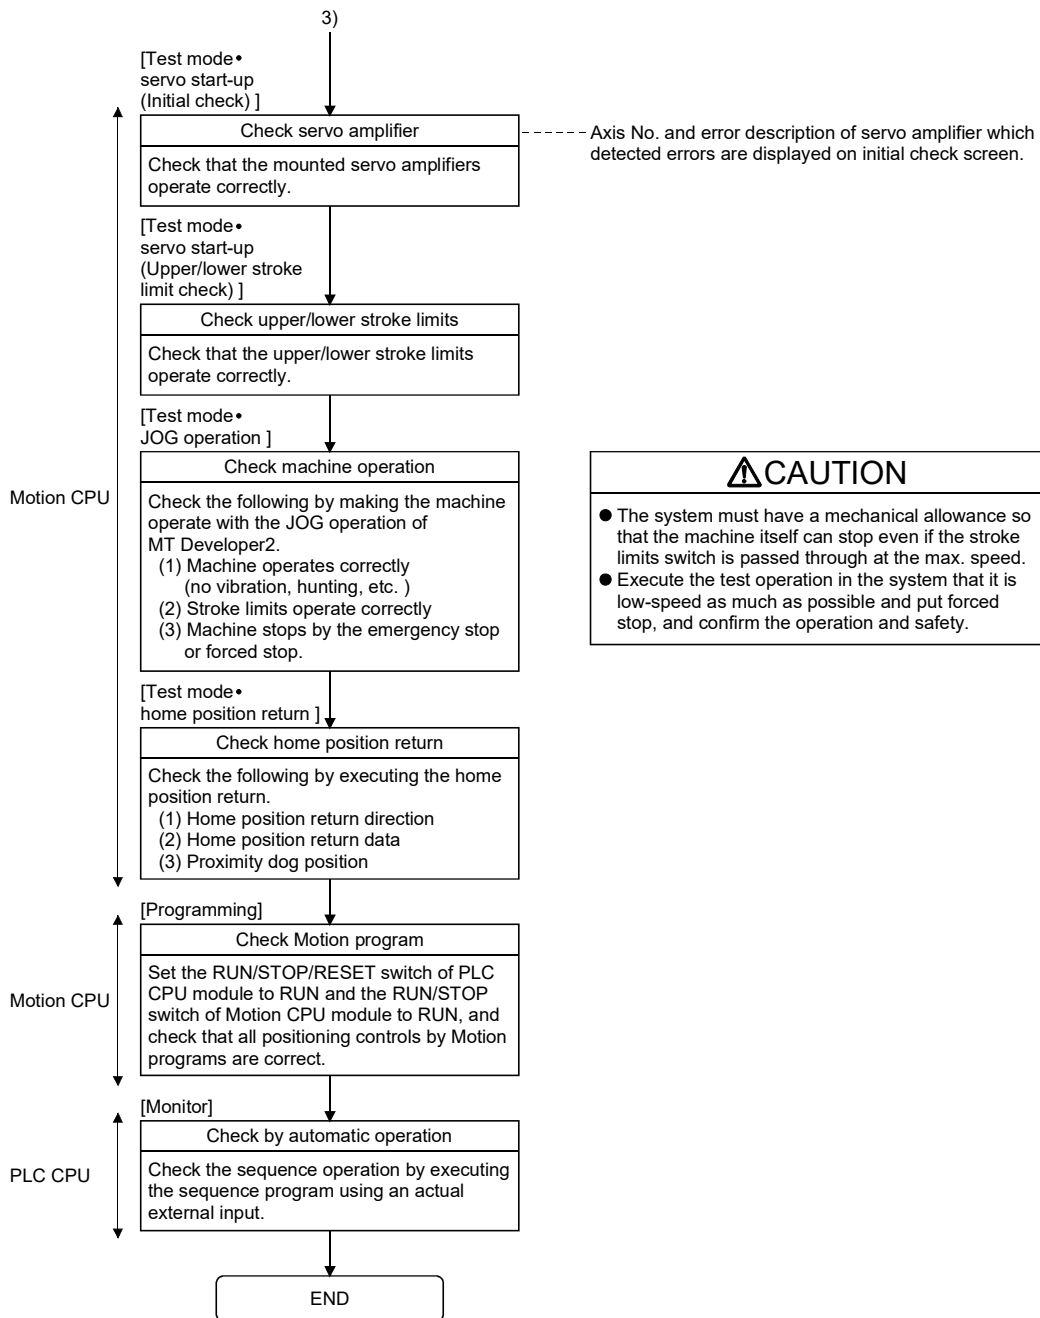 3)
[Test mode•
servo start-up
(Initial check) ]
Check servo amplifier
Check that the mounted servo amplifiers
operate correctly.
Axis No. and error description of servo amplifier which
detected errors are displayed on initial check screen.
[Test mode•
servo start-up
(Upper/lower stroke
limit check) ]
Check upper/lower stroke limits
Check that the upper/lower stroke limits
operate correctly.
[Test mode•
JOG operation ]
Motion CPU
Check machine operation
Check the following by making the machine
operate with the JOG operation of
MT Developer2.
(1) Machine operates correctly
(no vibration, hunting, etc. )
(2) Stroke limits operate correctly
(3) Machine stops by the emergency stop
or forced stop.
CAUTION
● The system must have a mechanical allowance so
that the machine itself can stop even if the stroke
limits switch is passed through at the max. speed.
● Execute the test operation in the system that it is
low-speed as much as possible and put forced
stop, and confirm the operation and safety.
[Test mode•
home position return ]
Check home position return
Check the following by executing the home
position return.
(1) Home position return direction
(2) Home position return data
(3) Proximity dog position
[Programming]
Motion CPU
Check Motion program
Set the RUN/STOP/RESET switch of PLC
CPU module to RUN and the RUN/STOP
switch of Motion CPU module to RUN, and
check that all positioning controls by Motion
programs are correct.
[Monitor]
PLC CPU
Check by automatic operation
Check the sequence operation by executing
the sequence program using an actual
external input.
END